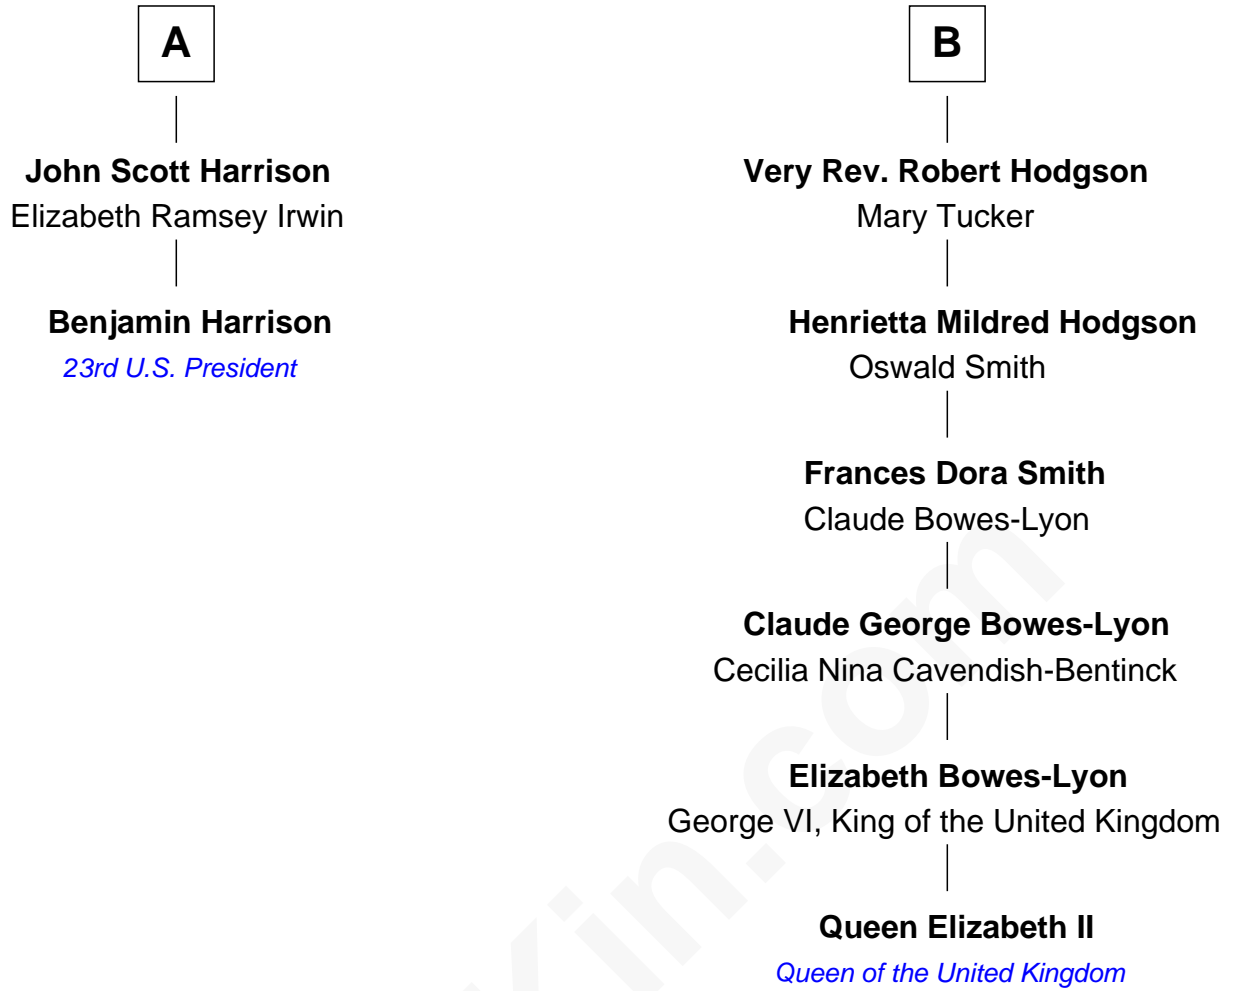 A
John Scott Harrison
Elizabeth Ramsey Irwin
Benjamin Harrison
23rd U.S. President
B
Very Rev. Robert Hodgson
Mary Tucker
Henrietta Mildred Hodgson
Oswald Smith
Frances Dora Smith
Claude Bowes-Lyon
Claude George Bowes-Lyon
Cecilia Nina Cavendish-Bentinck
Elizabeth Bowes-Lyon
George VI, King of the United Kingdom
Queen Elizabeth II
Queen of the United Kingdom
Kin.com